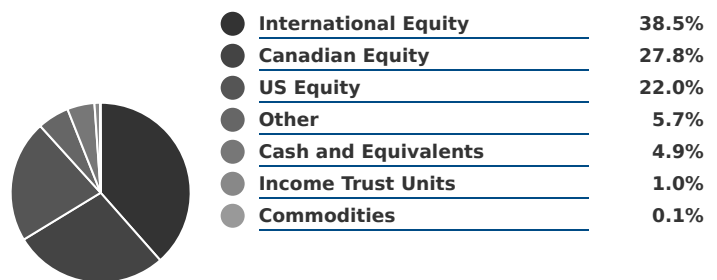 International Equity 38.5%
Canadian Equity 27.8%
US Equity 22.0%
Other 5.7%
Cash and Equivalents 4.9%
Income Trust Units 1.0%
Commodities 0.1%